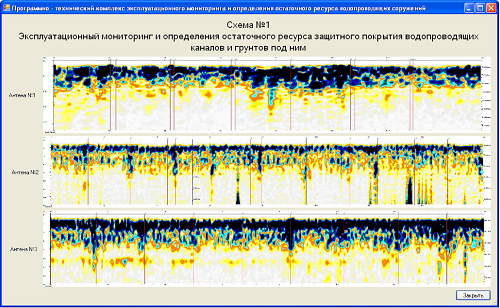 Программно - технический комплекс эксплуатационного мониторинга и определения остаточного ресурса водопроводящих соружений
Схема №1
Эксплуатационный мониторинг и определения остаточного ресурса защитного покрытия водопроводящих
каналов и грунтов под ним
Антена №1
Антена №2
Антена №3
Закрыть